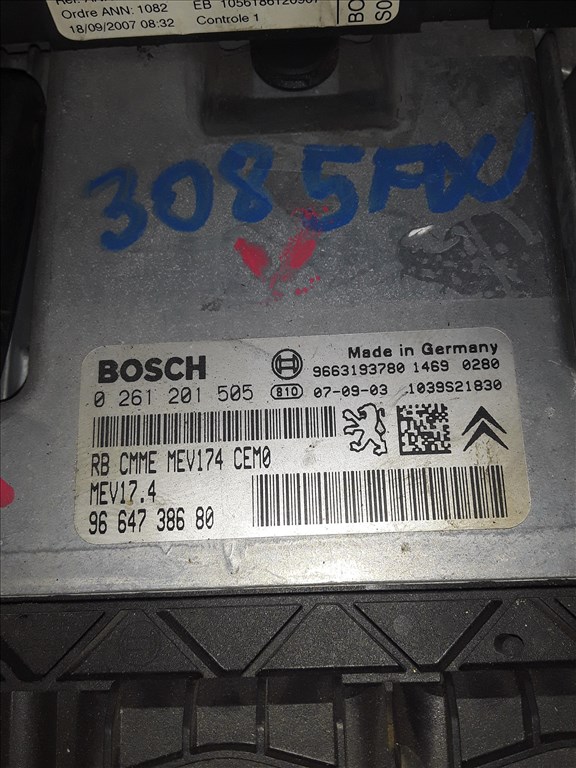 Ordre ANN: 1082
18/09/2007 08:32 Controle 1
3085FXV
BOSCH
Made in Germany
9663193780 1469 0280
0 261 201 505 810 07-09-03 1039S21830
RB CMME MEV174 CEM0
MEV17.4
96 647 386 80